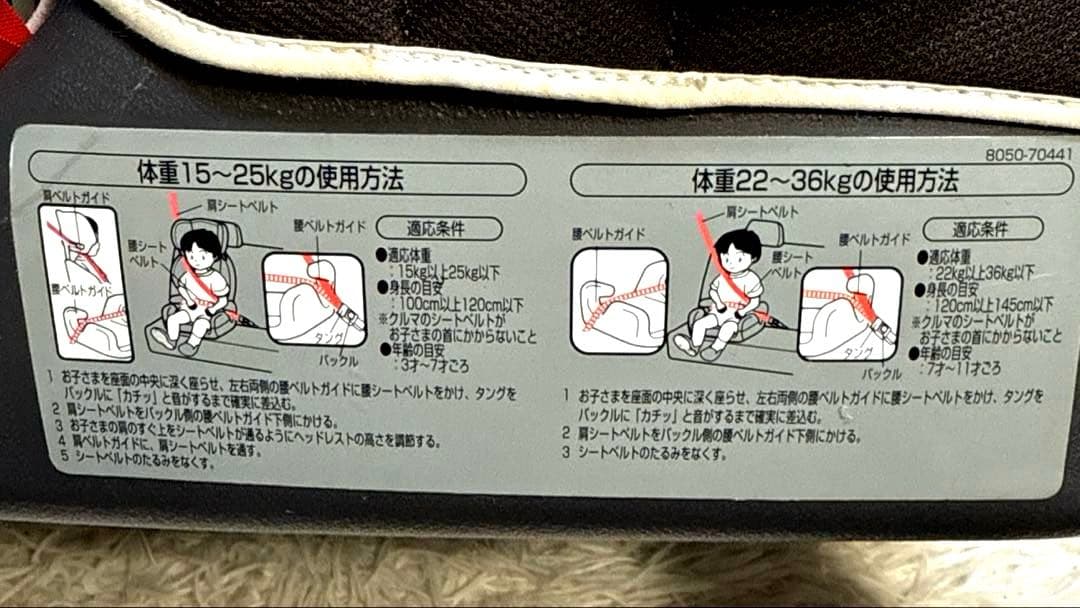 8050-70441
体重15～25kgの使用方法
肩ベルトガイド
肩シートベルト
腰ベルトガイド
腰シート
ベルト
腰ベルトガイド
タング
バックル
適応条件
●適応体重
：15kg以上25kg以下
●身長の目安
：100cm以上120cm以下
※クルマのシートベルトが
お子さまの首にかからないこと
●年齢の目安
：3才～7才ごろ
1 お子さまを座面の中央に深く座らせ、左右両側の腰ベルトガイドに腰シートベルトをかけ、タングを
バックルに「カチッ」と音がするまで確実に差込む。
2 肩シートベルトをバックル側の腰ベルトガイド下側にかける。
3 お子さまの肩のすぐ上をシートベルトが通るようにヘッドレストの高さを調節する。
4 肩ベルトガイドに、肩シートベルトを通す。
5 シートベルトのたるみをなくす。
体重22～36kgの使用方法
肩シートベルト
腰ベルトガイド
腰シート
ベルト
腰ベルトガイド
タング
バックル
適応条件
●適応体重
：22kg以上36kg以下
●身長の目安
：120cm以上145cm以下
※クルマのシートベルトが
お子さまの首にかからないこと
●年齢の目安
：7才～11才ごろ
1 お子さまを座面の中央に深く座らせ、左右両側の腰ベルトガイドに腰シートベルトをかけ、タングを
バックルに「カチッ」と音がするまで確実に差込む。
2 肩シートベルトをバックル側の腰ベルトガイド下側にかける。
3 シートベルトのたるみをなくす。